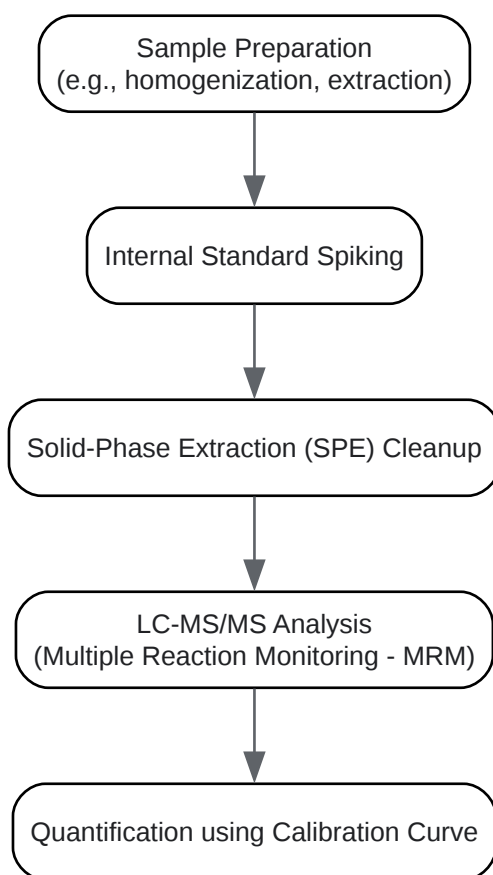 Sample Preparation
(e.g., homogenization, extraction)
Internal Standard Spiking
Solid-Phase Extraction (SPE) Cleanup
LC-MS/MS Analysis
(Multiple Reaction Monitoring - MRM)
Quantification using Calibration Curve